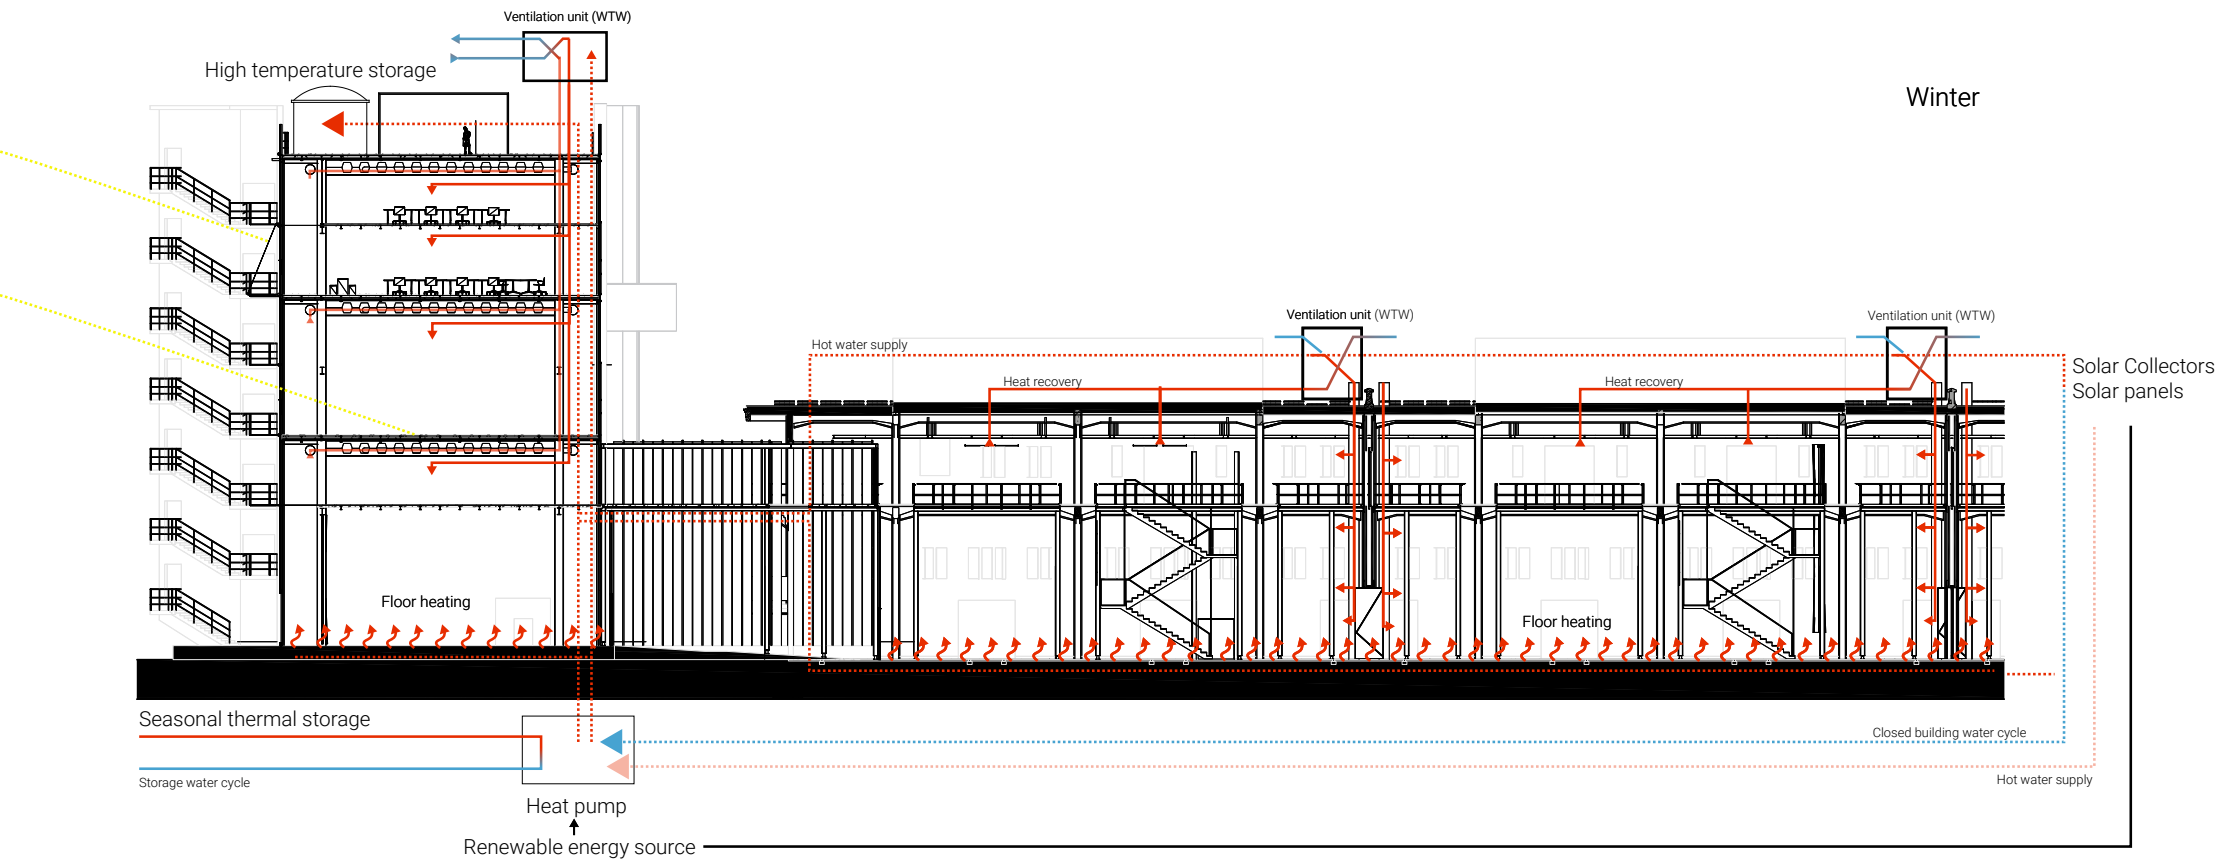 Ventilation unit (WTW)
High temperature storage
Winter
Ventilation unit (WTW)
Ventilation unit (WTW)
Hot water supply
Solar Collectors
Solar panels
Heat recovery
Heat recovery
Floor heating
Floor heating
Seasonal thermal storage
Closed building water cycle
Storage water cycle
Hot water supply
Heat pump
Renewable energy source